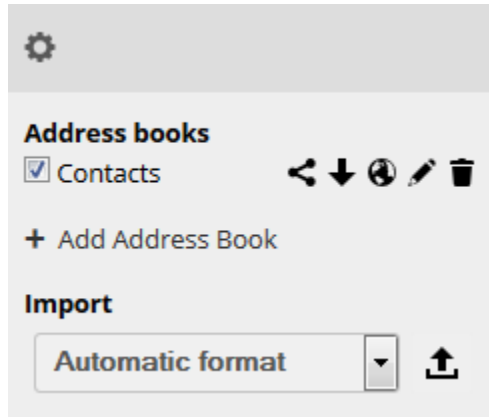 Address books
Contacts
+ Add Address Book
Import
Automatic format